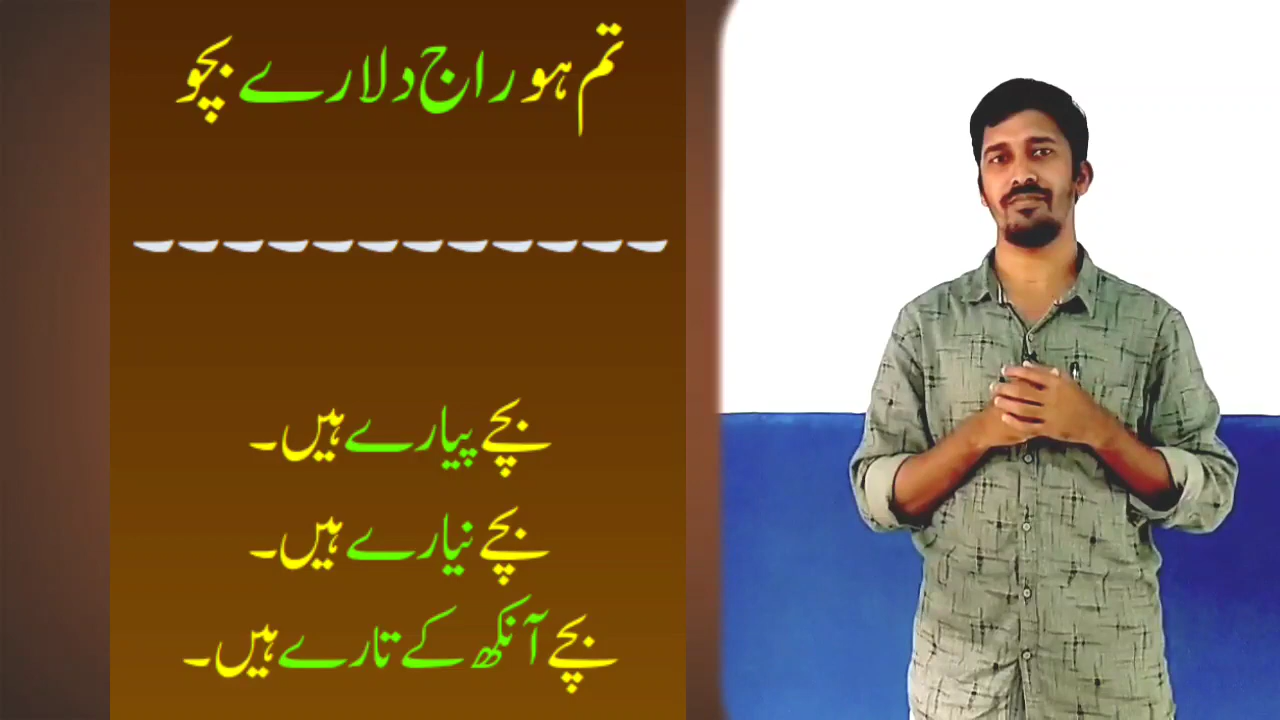 تم ہو راج دلارے بچو
بچے پیارے ہیں۔
بچے نیارے ہیں۔
بچے آنکھ کے تارے ہیں۔